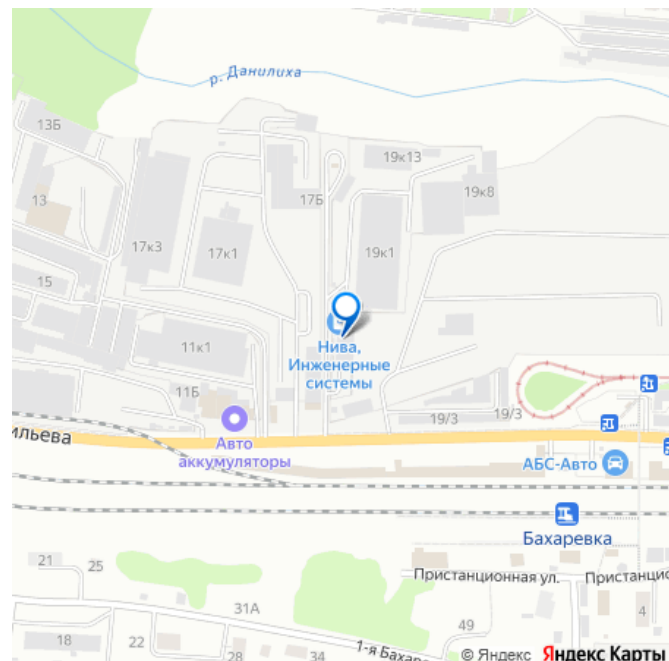 р. Данилиха
13Б
19к13
13
17Б
19к8
17к3
17к1
19к1
15
11к1
Нива,
Инженерные
системы
11Б
19/3
19/3
ильева
Авто
аккумуляторы
АБС-Авто
Бахаревка
21
25
Пристанционная ул.
Пристанцио
31А
4
18
22
49
1-я Бахар
28
34
© Яндекс Яндекс Карты